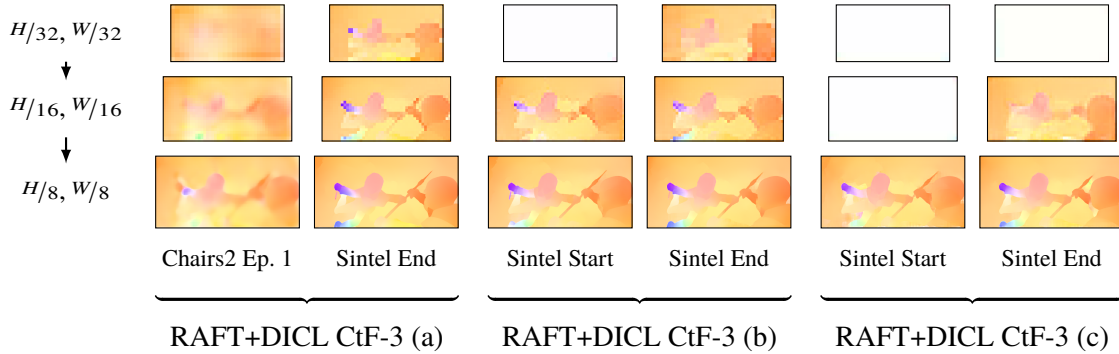 H/32, W/32
H/16, W/16
H/8, W/8
Chairs2 Ep. 1 Sintel End Sintel Start Sintel End Sintel Start Sintel End
RAFT+DICL CtF-3 (a) RAFT+DICL CtF-3 (b) RAFT+DICL CtF-3 (c)